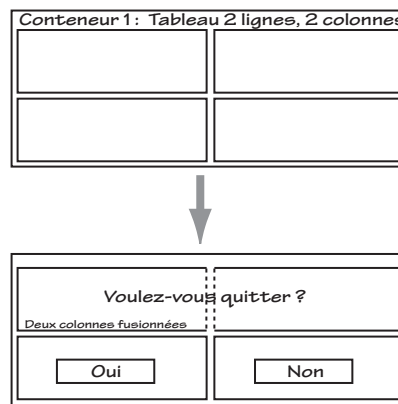 Conteneur 1 : Tableau 2 lignes, 2 colonnes
Voulez-vous quitter ?
Deux colonnes fusionnées
Oui
Non